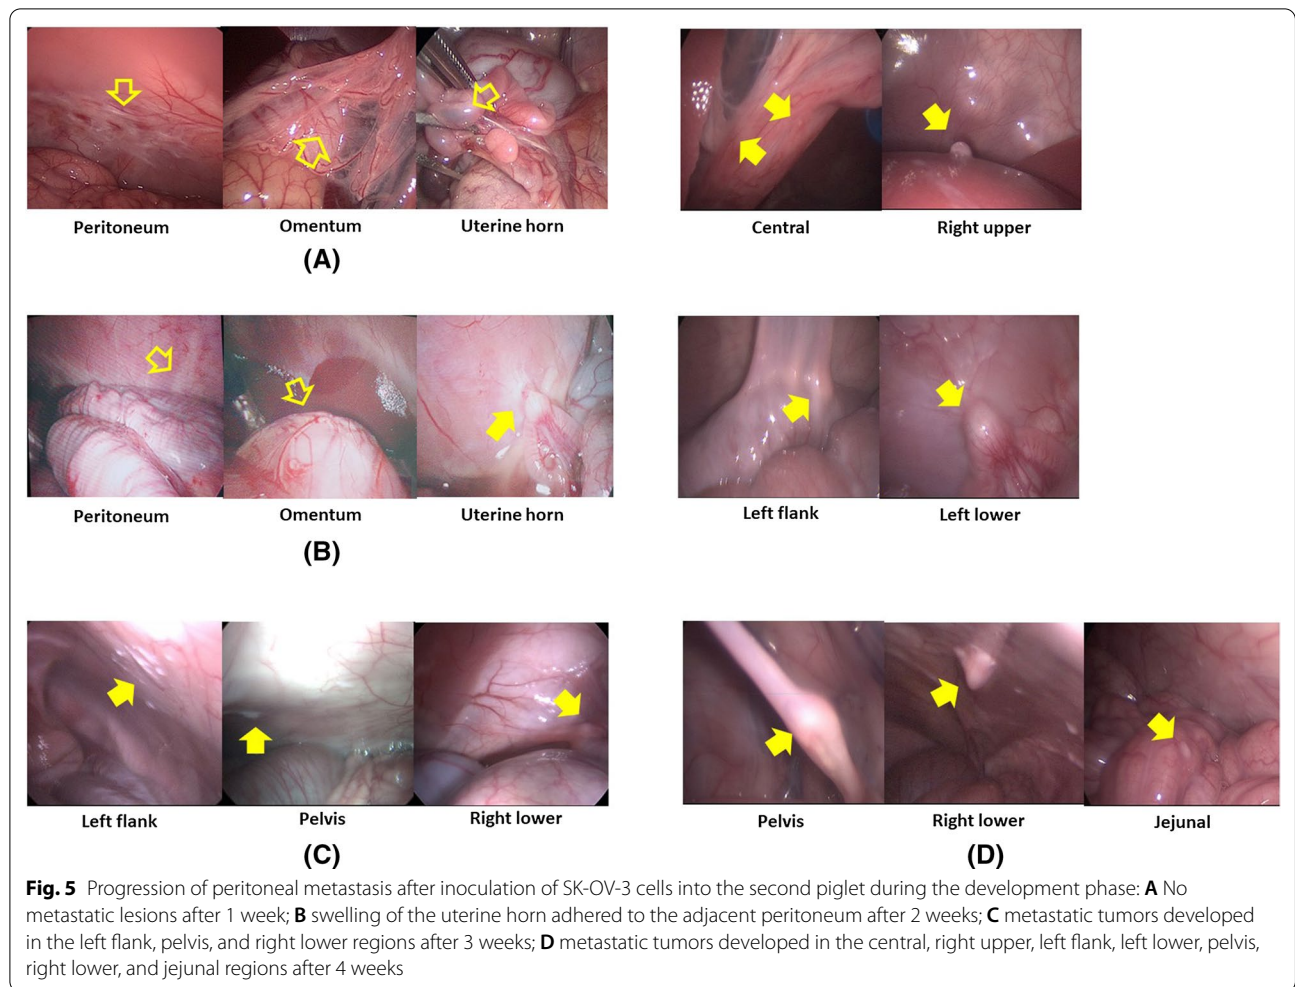 Peritoneum Omentum Uterine horn
(A)
Central Right upper
Peritoneum Omentum Uterine horn
(B)
Left flank Left lower
Left flank Pelvis Right lower
(C)
Pelvis Right lower Jejunal
(D)
Fig. 5 Progression of peritoneal metastasis after inoculation of SK-OV-3 cells into the second piglet during the development phase: A No
metastatic lesions after 1 week; B swelling of the uterine horn adhered to the adjacent peritoneum after 2 weeks; C metastatic tumors developed
in the left flank, pelvis, and right lower regions after 3 weeks; D metastatic tumors developed in the central, right upper, left flank, left lower, pelvis,
right lower, and jejunal regions after 4 weeks